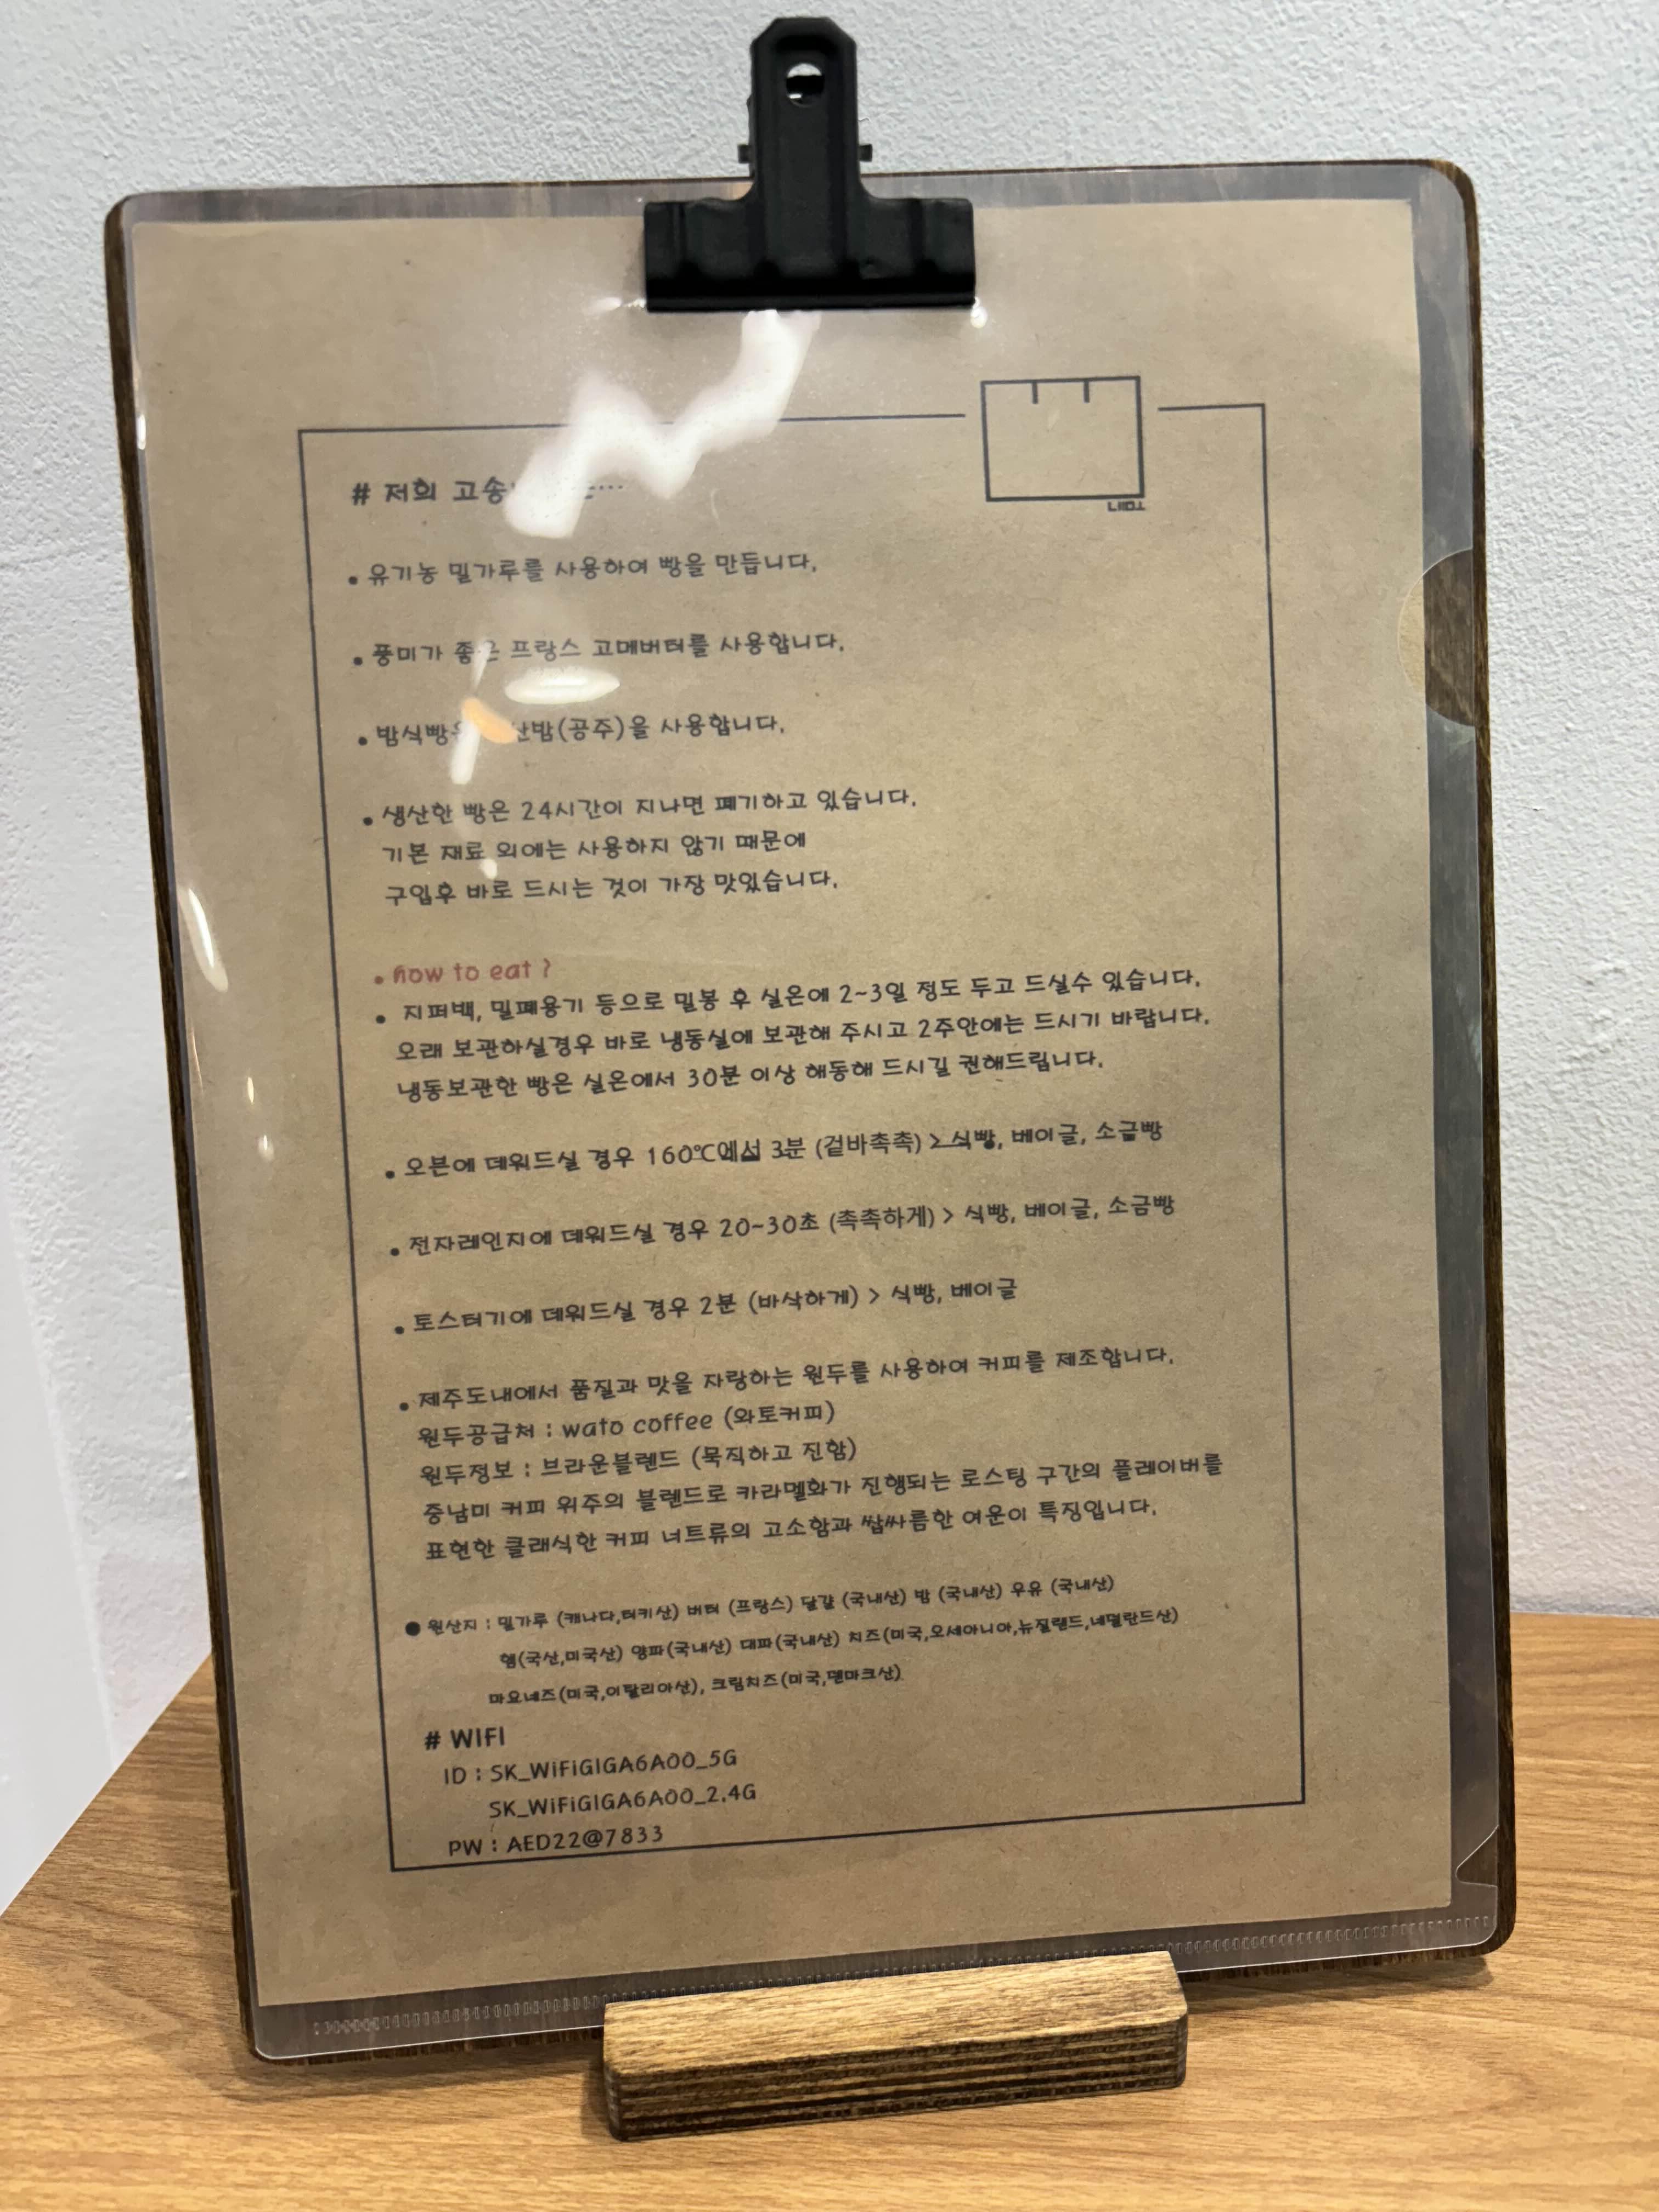 # 저희 고송
• 유기농 밀가루를 사용하여 빵을 만듭니다.
• 풍미가 좋은 프랑스 고메버터를 사용합니다.
• 밤식빵 산밤(공주)을 사용합니다.
• 생산한 빵은 24시간이 지나면 폐기하고 있습니다.
기본 재료 외에는 사용하지 않기 때문에
구입후 바로 드시는 것이 가장 맛있습니다.
• how to eat ?
• 지퍼백, 밀폐용기 등으로 밀봉 후 실온에 2~3일 정도 두고 드실수 있습니다.
오래 보관하실경우 바로 냉동실에 보관해 주시고 2주안에는 드시기 바랍니다.
냉동보관한 빵은 실온에서 30분 이상 해동해 드시길 권해드립니다.
• 오븐에 데워드실 경우 160℃에선 3분 (겉바촉촉) > 식빵, 베이글, 소금빵
• 전자레인지에 데워드실 경우 20~30초 (촉촉하게) > 식빵, 베이글, 소금빵
• 토스터기에 데워드실 경우 2분 (바삭하게) > 식빵, 베이글
• 제주도내에서 품질과 맛을 자랑하는 원두를 사용하여 커피를 제조합니다.
원두공급처 : wato coffee (와토커피)
원두정보 : 브라운블렌드 (묵직하고 진함)
중남미 커피 위주의 블렌드로 카라멜화가 진행되는 로스팅 구간의 플레이버를
표현한 클래식한 커피 너트류의 고소함과 쌉싸름한 여운이 특징입니다.
● 원산지 : 밀가루 (캐나다,터키산) 버터 (프랑스) 달걀 (국내산) 밤 (국내산) 우유 (국내산)
햄(국산,미국산) 양파(국내산) 대파(국내산) 치즈(미국,오세아니아,뉴질랜드,네덜란드산)
마요네즈(미국,이탈리아산), 크림치즈(미국,덴마크산)
# WIFI
ID : SK_WiFiGIGA6A00_5G
SK_WiFiGIGA6A00_2.4G
PW : AED22@7833